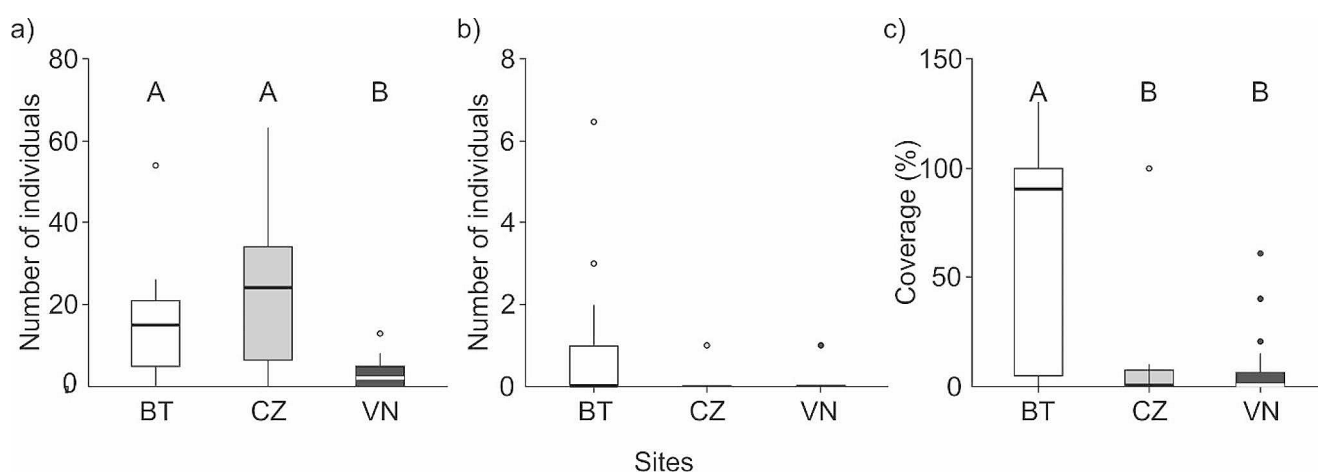 a)
Number of individuals
80
60
40
20
0
A
A
B
BT
CZ
VN
b)
Number of individuals
8
6
4
2
0
BT
CZ
VN
c)
Coverage (%)
150
100
50
0
A
B
B
BT
CZ
VN
Sites